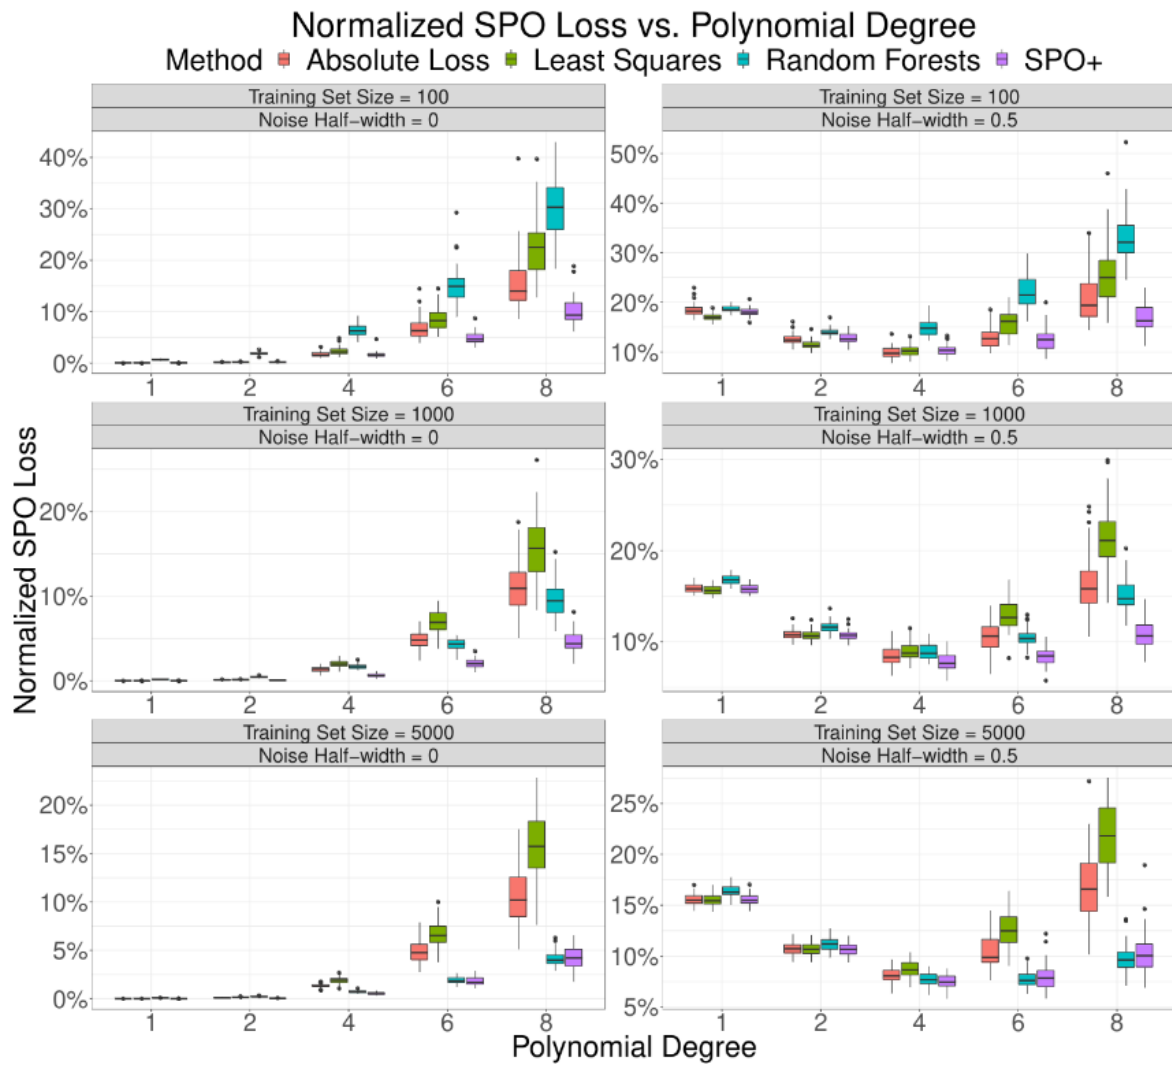 Normalized SPO Loss vs. Polynomial Degree
Method Absolute Loss Least Squares Random Forests SPO+
Training Set Size = 100
Noise Half−width = 0
40%
30%
20%
10%
0%
1 2 4 6 8
Training Set Size = 100
Noise Half−width = 0.5
50%
40%
30%
20%
10%
1 2 4 6 8
Training Set Size = 1000
Noise Half−width = 0
20%
10%
0%
1 2 4 6 8
Training Set Size = 1000
Noise Half−width = 0.5
30%
20%
10%
1 2 4 6 8
Training Set Size = 5000
Noise Half−width = 0
20%
15%
10%
5%
0%
1 2 4 6 8
Training Set Size = 5000
Noise Half−width = 0.5
25%
20%
15%
10%
5%
1 2 4 6 8
Normalized SPO Loss
Polynomial Degree